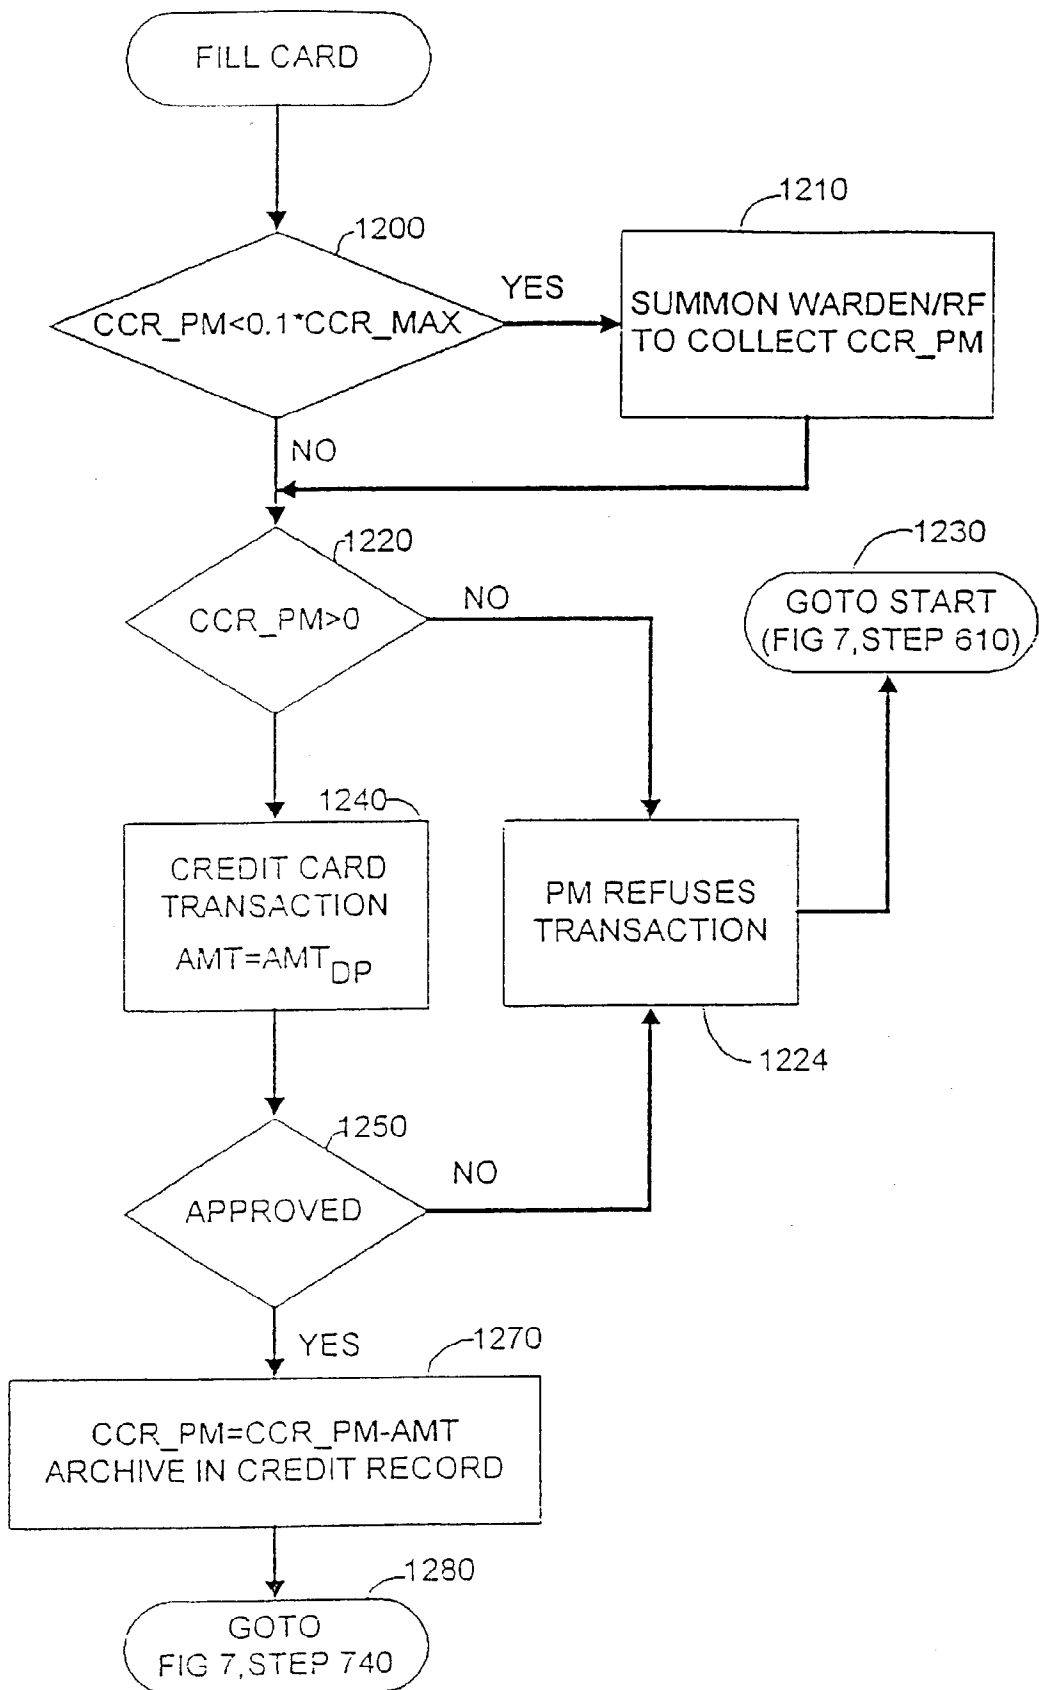 FILL CARD
1200
CCR_PM<0.1*CCR_MAX
YES
1210
SUMMON WARDEN/RF
TO COLLECT CCR_PM
NO
1220
CCR_PM>0
NO
1230
GOTO START
(FIG 7,STEP 610)
1240
CREDIT CARD
TRANSACTION
AMT=AMT_DP
PM REFUSES
TRANSACTION
1224
1250
APPROVED
NO
YES
1270
CCR_PM=CCR_PM-AMT
ARCHIVE IN CREDIT RECORD
1280
GOTO
FIG 7,STEP 740